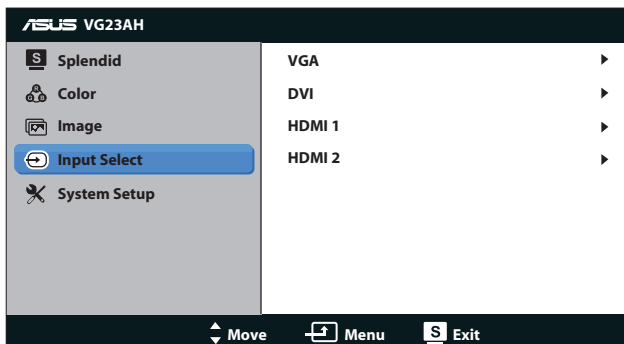 ASUS VG23AH
S Splendid
Color
Image
Input Select
System Setup
VGA
DVI
HDMI 1
HDMI 2
Move Menu S Exit